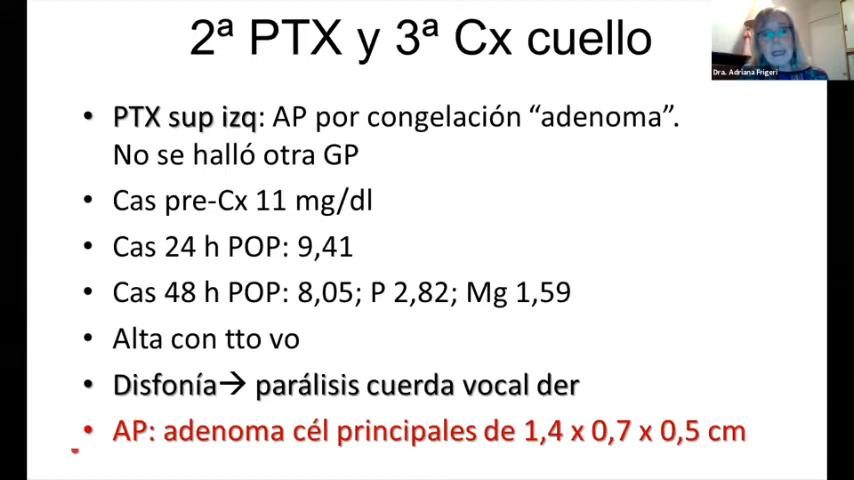 2ª PTX y 3ª Cx cuello
Dra. Adriana Frigeri
• PTX sup izq: AP por congelación “adenoma”.
No se halló otra GP
• Cas pre-Cx 11 mg/dl
• Cas 24 h POP: 9,41
• Cas 48 h POP: 8,05; P 2,82; Mg 1,59
• Alta con tto vo
• Disfonía→ parálisis cuerda vocal der
• AP: adenoma cél principales de 1,4 x 0,7 x 0,5 cm